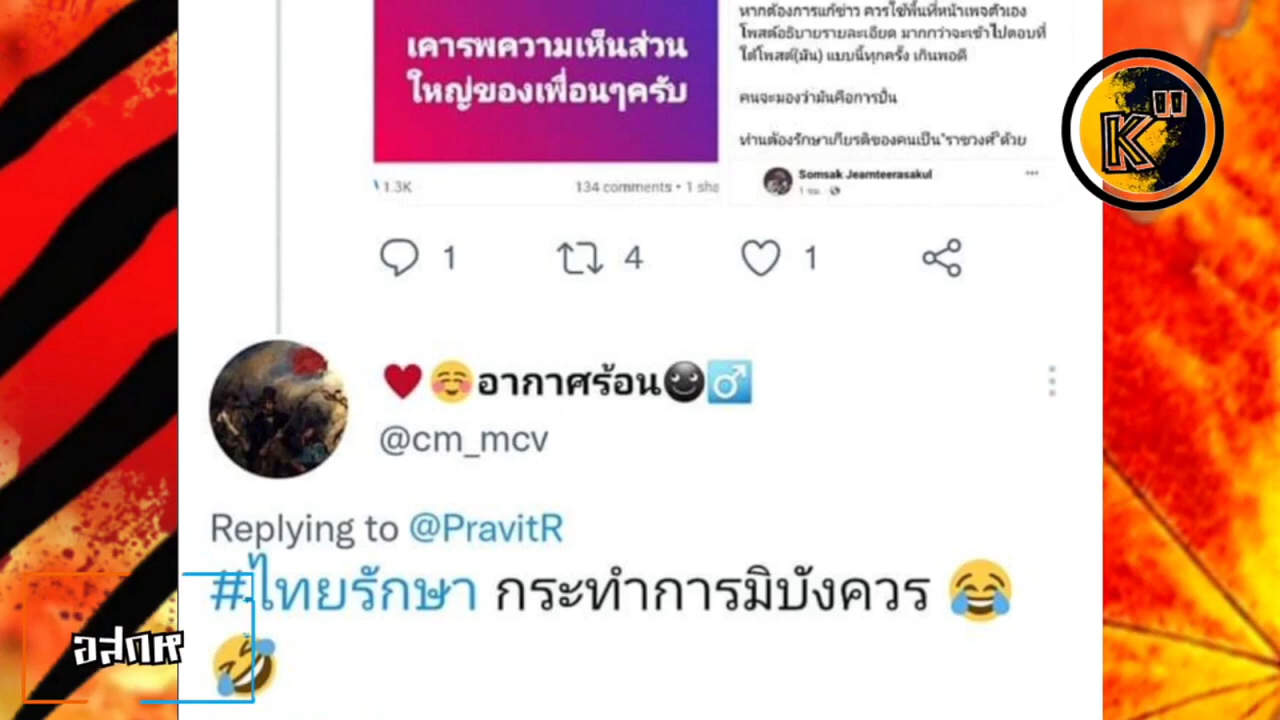 เคารพความเห็นส่วน
ใหญ่ของเพื่อนๆครับ
1.3K
134 comments • 1 sha
หากต้องการแก้ข่าว ควรใช้พื้นที่หน้าเพจตัวเอง
โพสต์อธิบายรายละเอียด มากกว่าจะเข้าไปตอบที่
ใต้โพสต์(มัน) แบบนี้ทุกครั้ง เกินพอดี
คนจะมองว่ามันคือการปั่น
ท่านต้องรักษาเกียรติของคนเป็น"ราชวงศ์"ด้วย
Somsak Jeamteerasakul
1 ชม.
K"
1 4 1
♥️☺️อากาศร้อน🌚♂️
@cm_mcv
Replying to @PravitR
#ไทยรักษา กระทำการมิบังควร 😂
🤣
อสกห